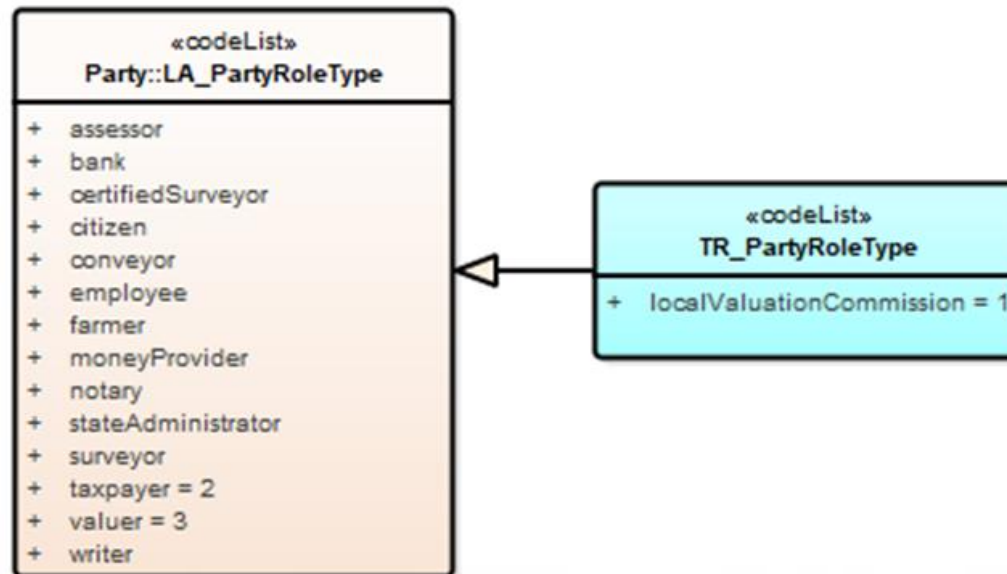 «codeList»
Party::LA_PartyRoleType
+ assessor
+ bank
+ certifiedSurveyor
+ citizen
+ conveyor
+ employee
+ farmer
+ moneyProvider
+ notary
+ stateAdministrator
+ surveyor
+ taxpayer = 2
+ valuer = 3
+ writer
«codeList»
TR_PartyRoleType
+ localValuationCommission = 1